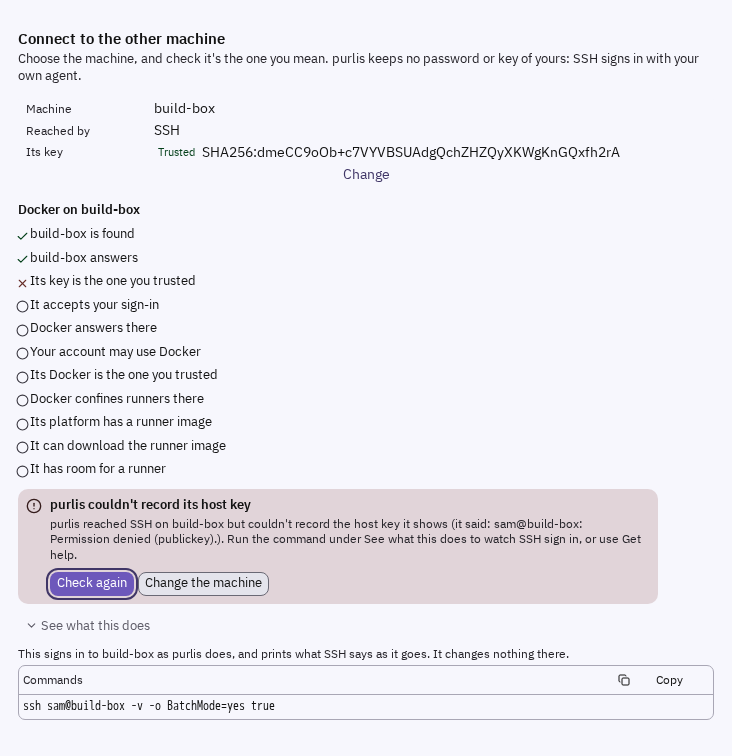 Connect to the other machine
Choose the machine, and check it's the one you mean. purlis keeps no password or key of yours: SSH signs in with your
own agent.
Machine build-box
Reached by SSH
Its key Trusted SHA256:dmeCC9oOb+c7VYVBSUAdgQchZHZQyXKWgKnGQxfh2rA
Change
Docker on build-box
build-box is found
build-box answers
Its key is the one you trusted
It accepts your sign-in
Docker answers there
Your account may use Docker
Its Docker is the one you trusted
Docker confines runners there
Its platform has a runner image
It can download the runner image
It has room for a runner
purlis couldn't record its host key
purlis reached SSH on build-box but couldn't record the host key it shows (it said: sam@build-box:
Permission denied (publickey).). Run the command under See what this does to watch SSH sign in, or use Get
help.
Check again Change the machine
See what this does
This signs in to build-box as purlis does, and prints what SSH says as it goes. It changes nothing there.
Commands Copy
ssh sam@build-box -v -o BatchMode=yes true